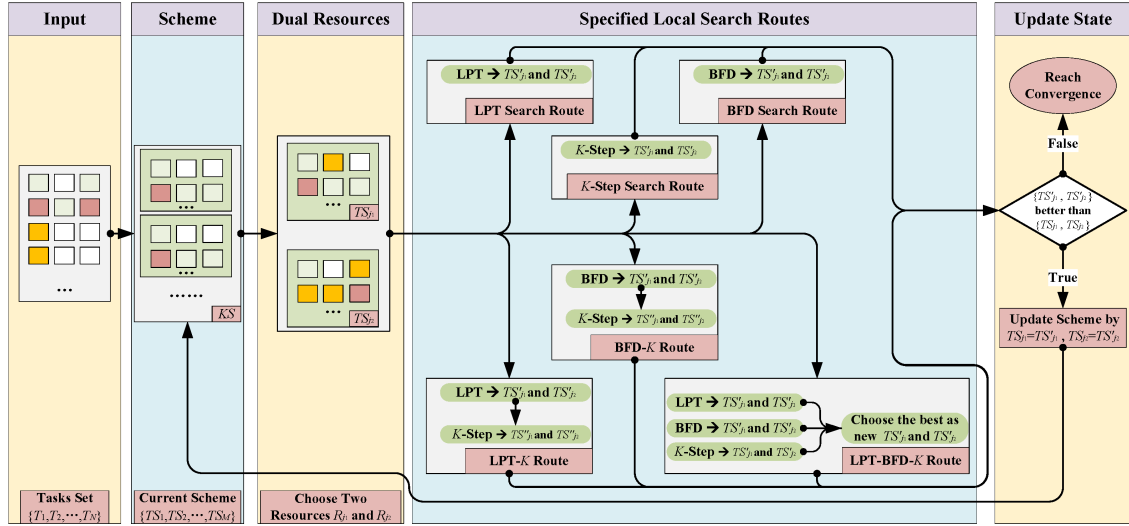 Input
Scheme
Dual Resources
Specified Local Search Routes
Update State
...
Tasks Set
{T1,T2,⋯,TN}
...
...
......
KS
Current Scheme
{TS1,TS2,⋯,TSM}
...
TSj1
...
TSj2
Choose Two
Resources Rj1 and Rj2
LPT → TS'j1 and TS'j2
LPT Search Route
BFD → TS'j1 and TS'j2
BFD Search Route
K-Step → TS'j1 and TS'j2
K-Step Search Route
BFD → TS'j1 and TS'j2
K-Step → TS''j1 and TS''j2
BFD-K Route
LPT → TS'j1 and TS'j2
K-Step → TS''j1 and TS''j2
LPT-K Route
LPT → TS'j1 and TS'j2
BFD → TS'j1 and TS'j2
K-Step → TS'j1 and TS'j2
Choose the best as
new TS'j1 and TS'j2
LPT-BFD-K Route
Reach
Convergence
False
{TS'j1 , TS'j2}
better than
{TSj1 , TSj2}
True
Update Scheme by
TSj1=TS'j1 , TSj2=TS'j2